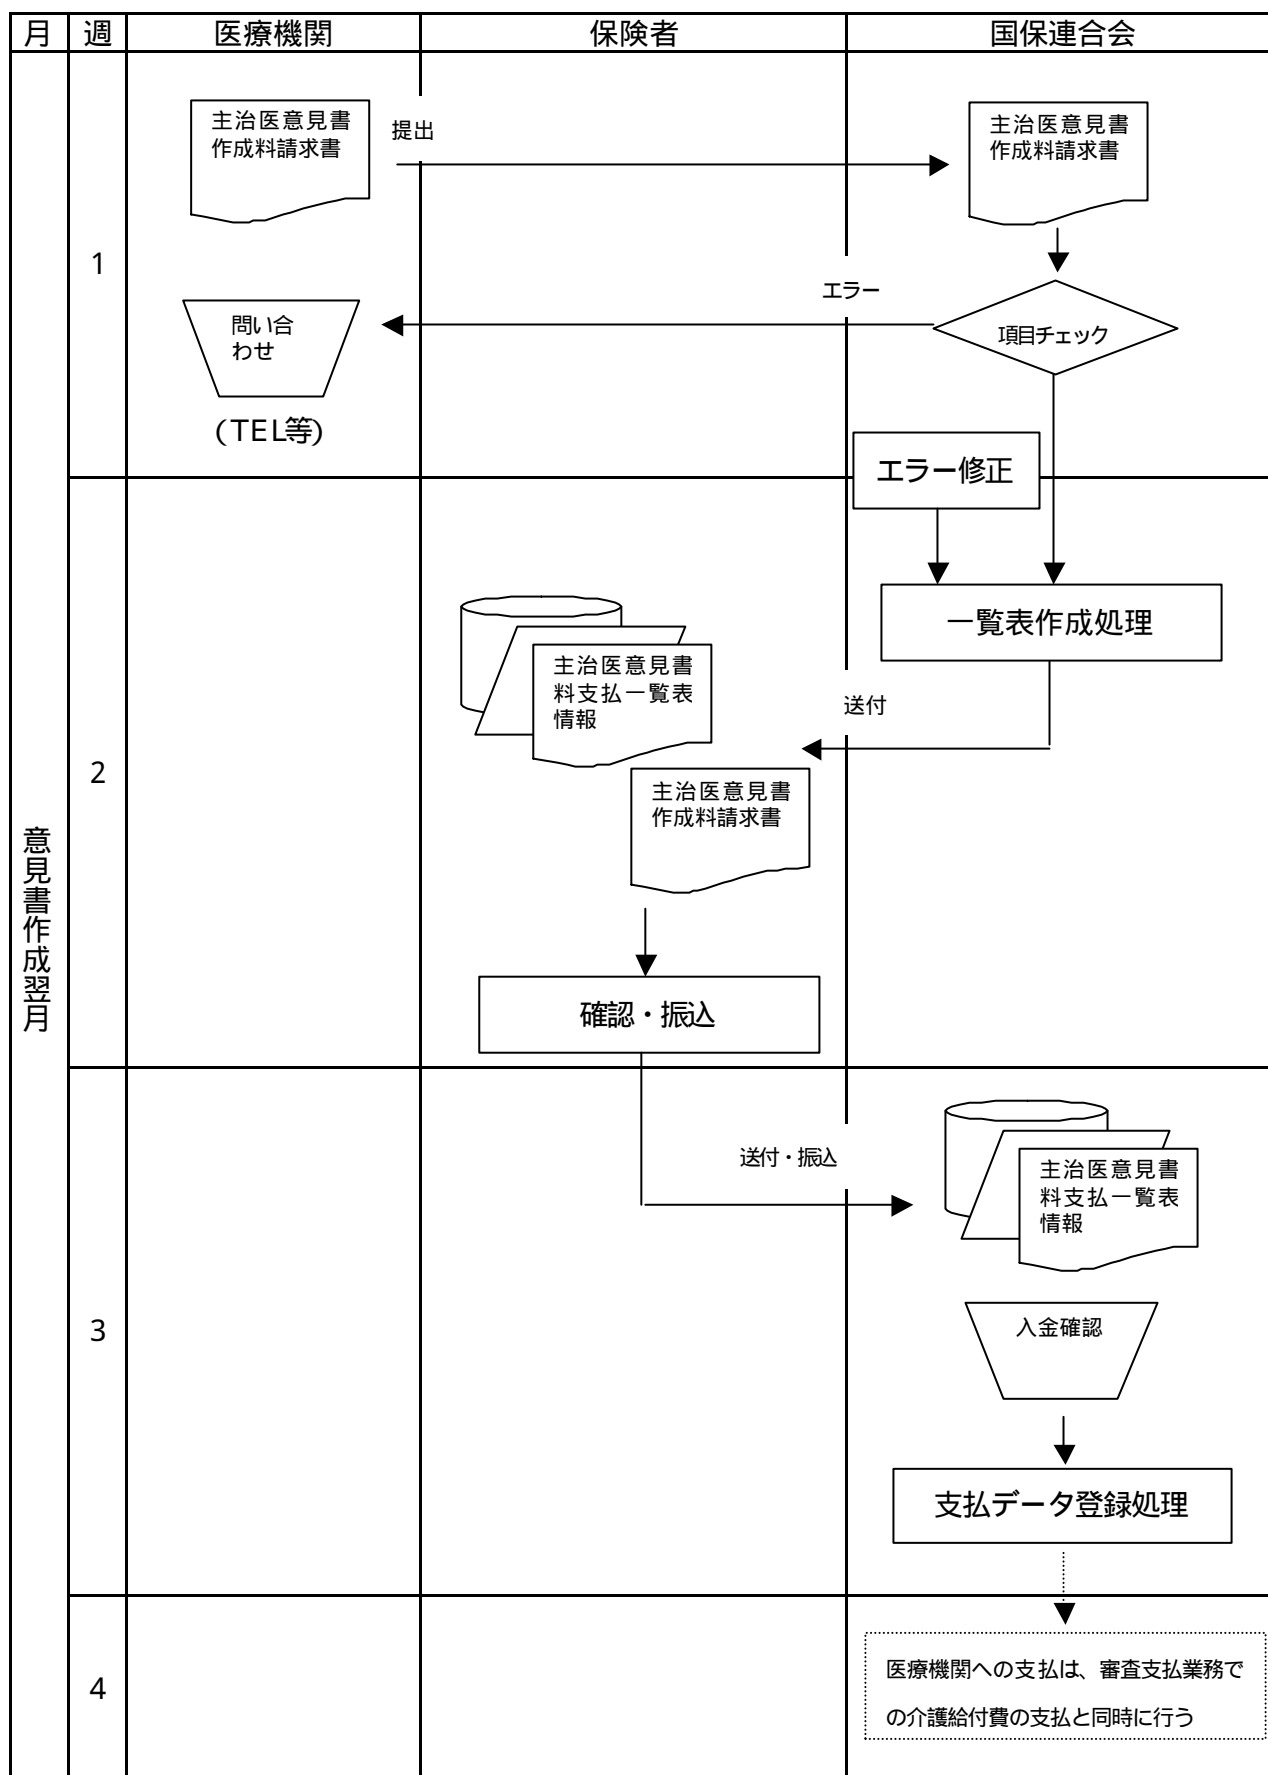 月
週
医療機関
保険者
国保連合会
主治医意見書
作成料請求書
提出
主治医意見書
作成料請求書
1
エラー
問い合
わせ
項目チェック
(TEL等)
エラー修正
一覧表作成処理
主治医意見書
料支払一覧表
情報
送付
2
主治医意見書
作成料請求書
意見書作成翌月
確認・振込
送付・振込
主治医意見書
料支払一覧表
情報
3
入金確認
支払データ登録処理
4
医療機関への支払は、審査支払業務で
の介護給付費の支払と同時に行う